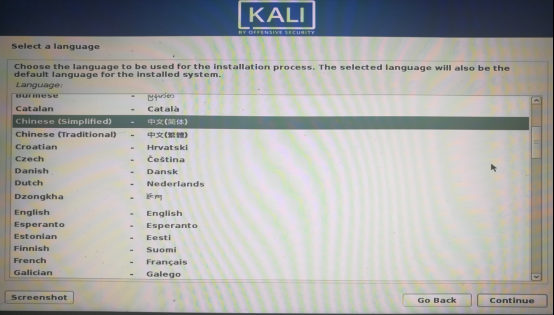 KALI
BY OFFENSIVE SECURITY
Select a language
Choose the language to be used for the installation process. The selected language will also be the
default language for the installed system.
Language:
Burmese -
Catalan - Català
Chinese (Simplified) - 中文(简体)
Chinese (Traditional) - 中文(繁體)
Croatian - Hrvatski
Czech - Čeština
Danish - Dansk
Dutch - Nederlands
Dzongkha -
English - English
Esperanto - Esperanto
Estonian - Eesti
Finnish - Suomi
French - Français
Galician - Galego
Screenshot
Go Back Continue